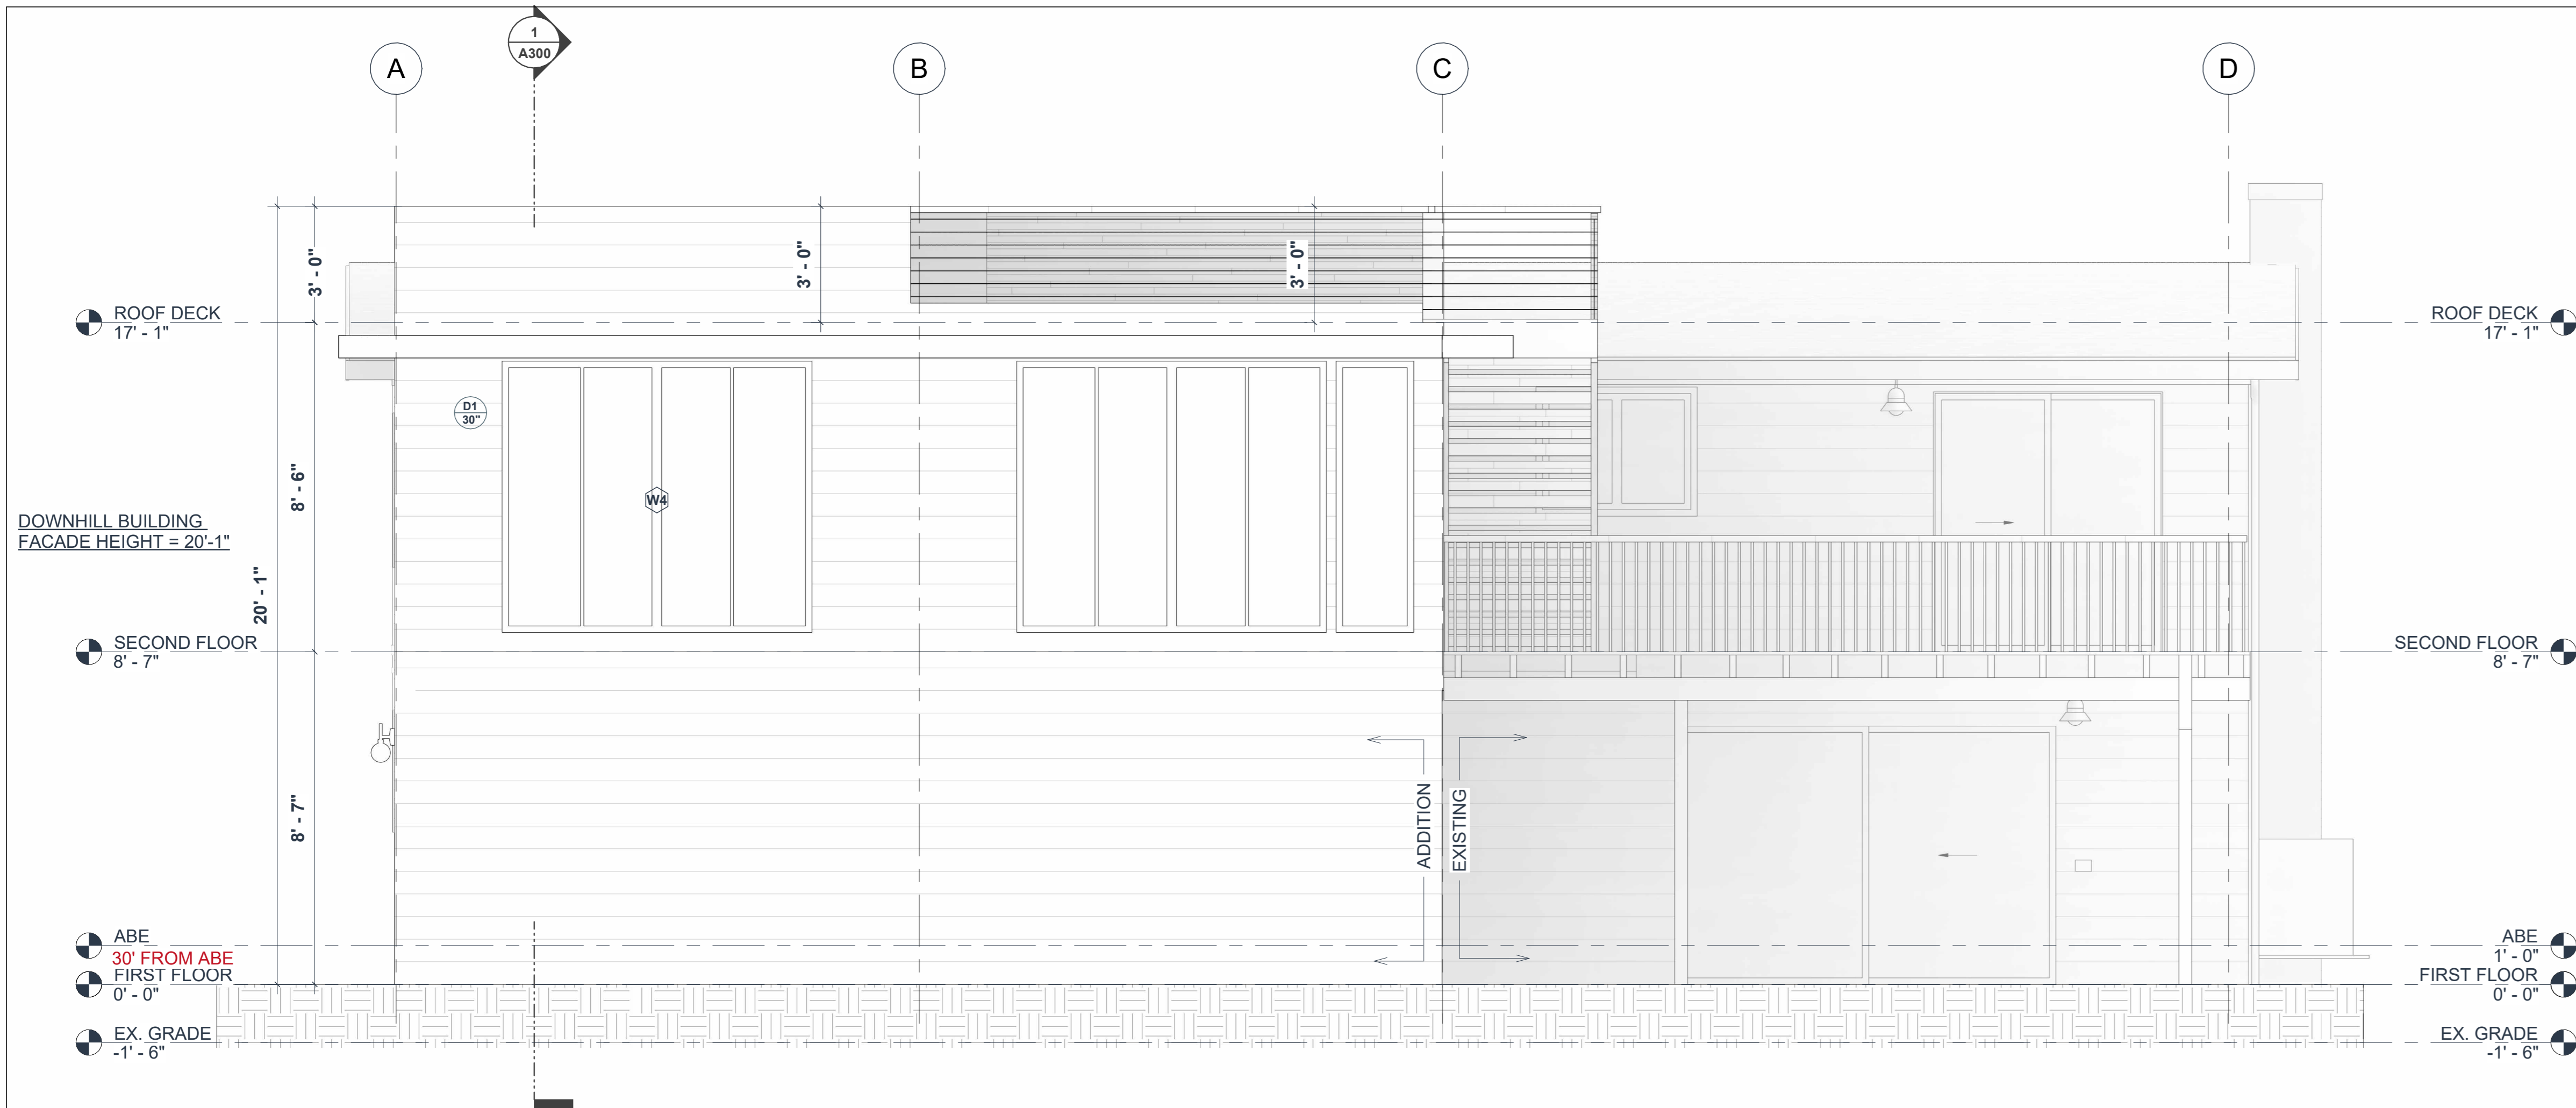 1
A300
A
B
C
D
3' - 0"
3' - 0"
3' - 0"
ROOF DECK
17' - 1"
ROOF DECK
17' - 1"
D1
30"
8' - 6"
W4
DOWNHILL BUILDING
FACADE HEIGHT = 20'-1"
20' - 1"
SECOND FLOOR
8' - 7"
SECOND FLOOR
8' - 7"
8' - 7"
ADDITION
EXISTING
ABE
30' FROM ABE
ABE
1' - 0"
FIRST FLOOR
0' - 0"
FIRST FLOOR
0' - 0"
EX. GRADE
-1' - 6"
EX. GRADE
-1' - 6"